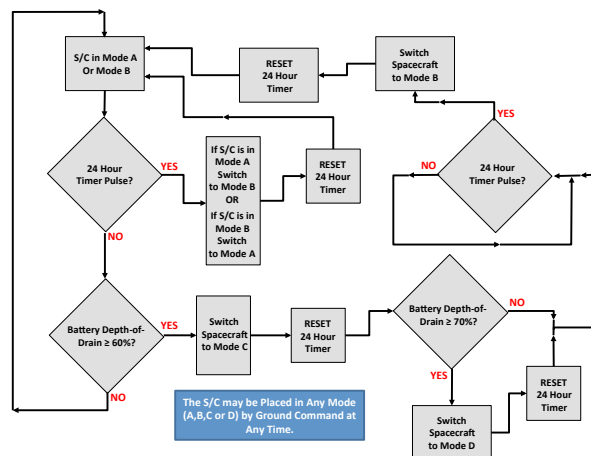 S/C in Mode A
Or Mode B
RESET
24 Hour
Timer
Switch
Spacecraft
to Mode B
YES
24 Hour
Timer Pulse?
YES
If S/C is in
Mode A
Switch
to Mode B
OR
If S/C is in
Mode B
Switch
to Mode A
RESET
24 Hour
Timer
NO
24 Hour
Timer Pulse?
NO
Battery Depth-of-
Drain ≥ 60%?
YES
Switch
Spacecraft
to Mode C
RESET
24 Hour
Timer
Battery Depth-of-
Drain ≥ 70%?
NO
YES
RESET
24 Hour
Timer
NO
The S/C may be Placed in Any Mode
(A,B,C or D) by Ground Command at
Any Time.
Switch
Spacecraft
to Mode D